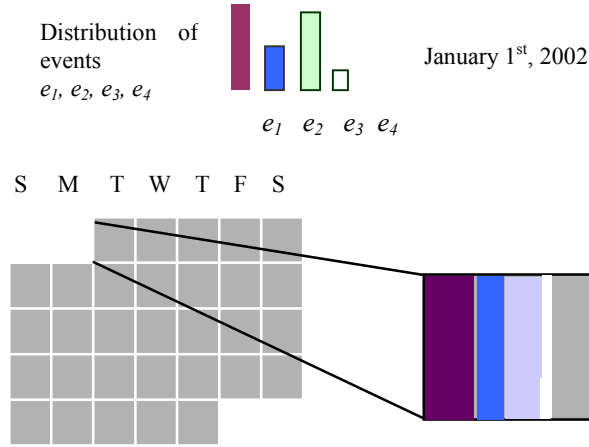 Distribution of
events
e1, e2, e3, e4
January 1st, 2002
e1 e2 e3 e4
S M T W T F S